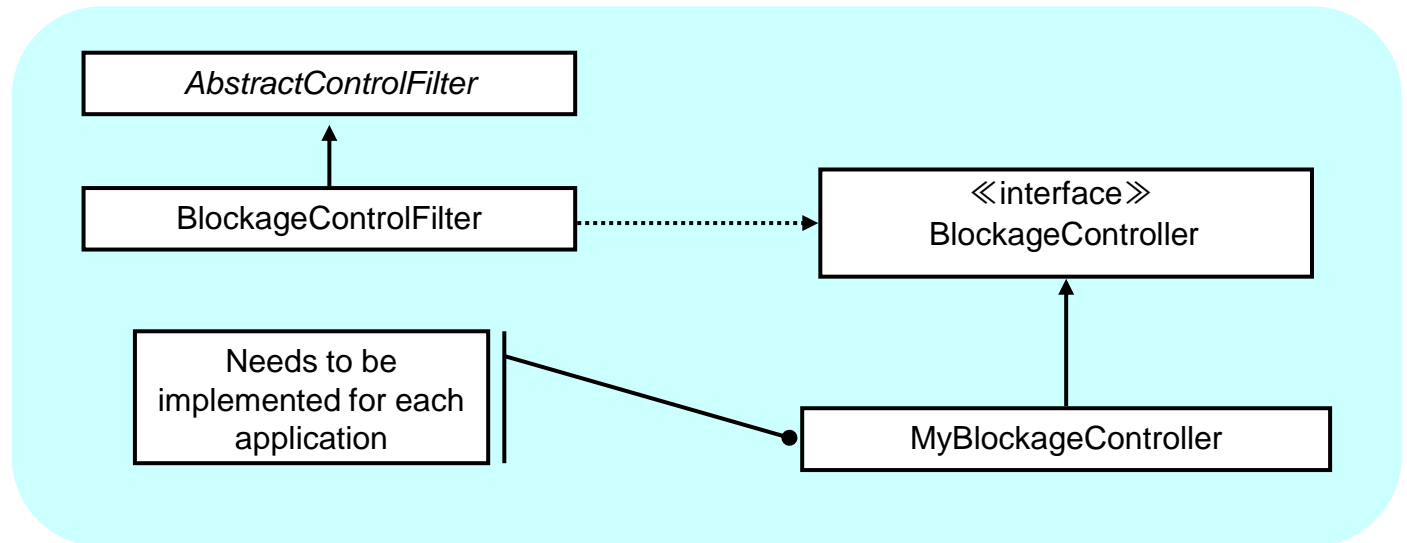 AbstractControlFilter
BlockageControlFilter
≪interface≫
BlockageController
Needs to be
implemented for each
application
MyBlockageController